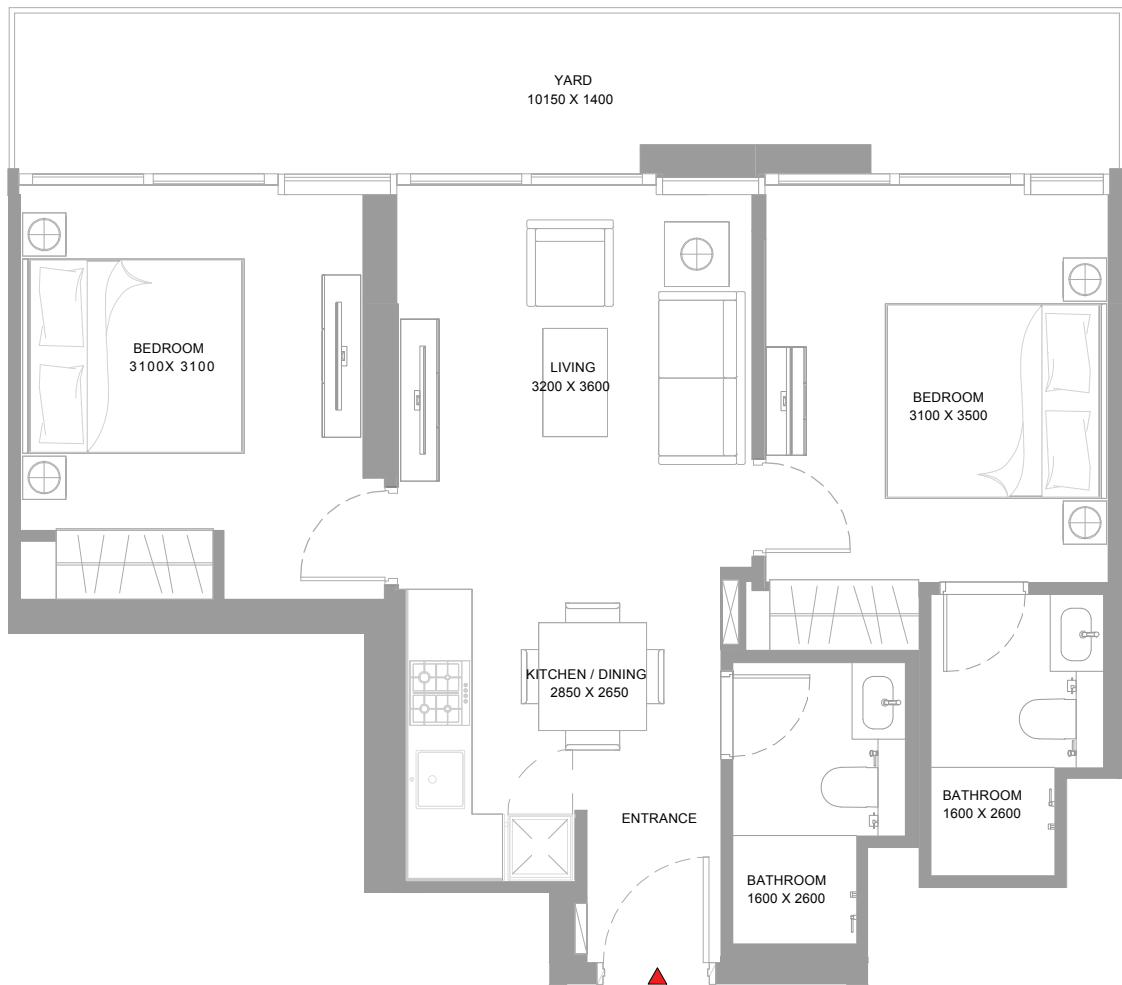 YARD
10150 X 1400
BEDROOM
3100X 3100
LIVING
3200 X 3600
BEDROOM
3100 X 3500
KITCHEN / DINING
2850 X 2650
ENTRANCE
BATHROOM
1600 X 2600
BATHROOM
1600 X 2600